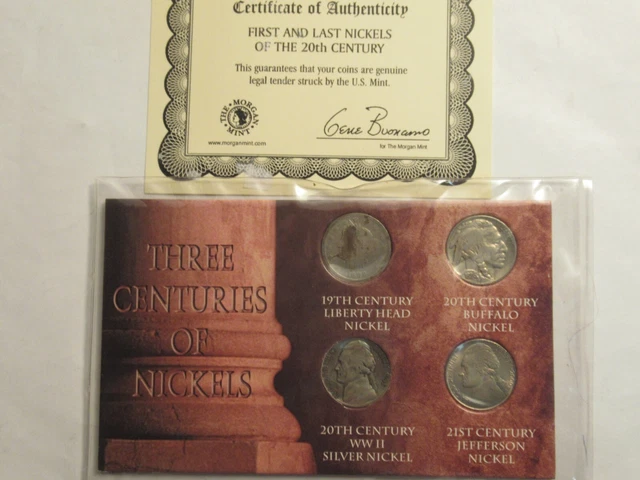 Certificate of Authenticity
FIRST AND LAST NICKELS
OF THE 20th CENTURY
This guarantees that your coins are genuine
legal tender struck by the U.S. Mint.
THE MORGAN MINT
www.morganmint.com
Gene Buonamo
for The Morgan Mint
THREE
CENTURIES
OF
NICKELS
19TH CENTURY
LIBERTY HEAD
NICKEL
20TH CENTURY
BUFFALO
NICKEL
20TH CENTURY
WW II
SILVER NICKEL
21ST CENTURY
JEFFERSON
NICKEL